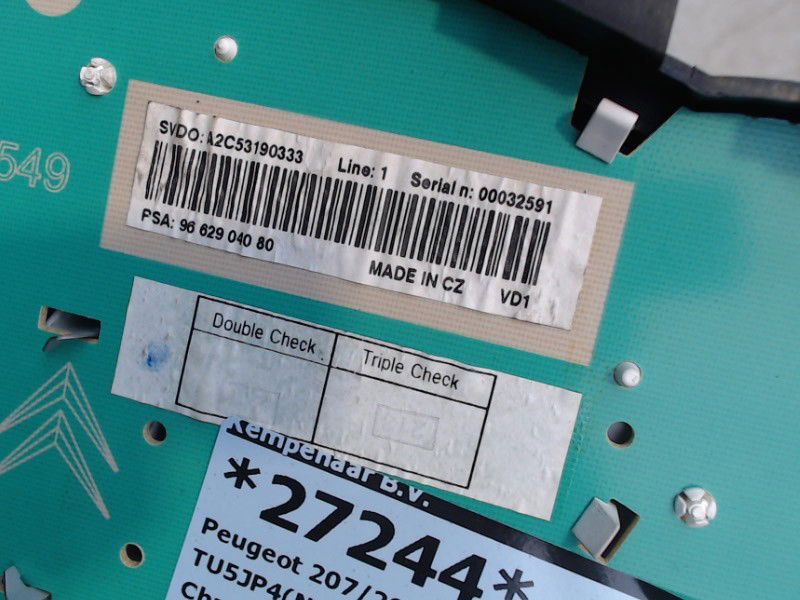 549
SVDO: A2C53190333 Line: 1 Serial n: 00032591
PSA: 96 629 040 80 MADE IN CZ VD1
Double Check Triple Check
Kempenaar B.V.
*27244*
Peugeot 207/
TU5JP4(N